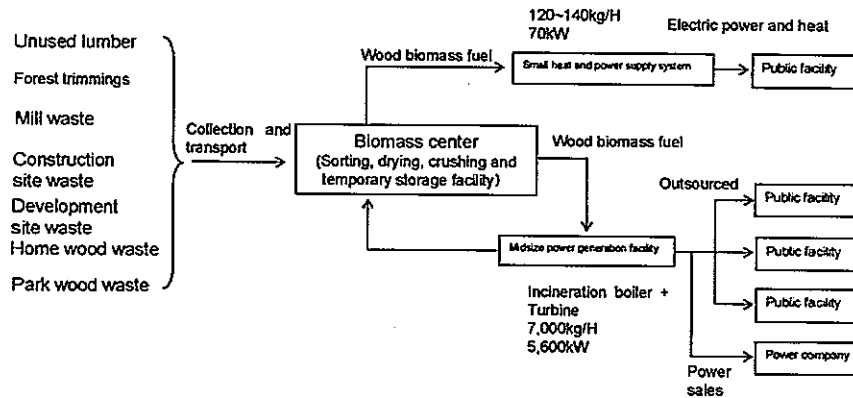 Unused lumber
Forest trimmings
Mill waste
Construction
site waste
Development
site waste
Home wood waste
Park wood waste
Collection and
transport
Biomass center
(Sorting, drying, crushing and
temporary storage facility)
Wood biomass fuel
120~140kg/H
70kW
Small heat and power supply system
Electric power and heat
Public facility
Wood biomass fuel
Midsize power generation facility
Incineration boiler +
Turbine
7,000kg/H
5,600kW
Outsourced
Public facility
Public facility
Public facility
Power company
Power
sales